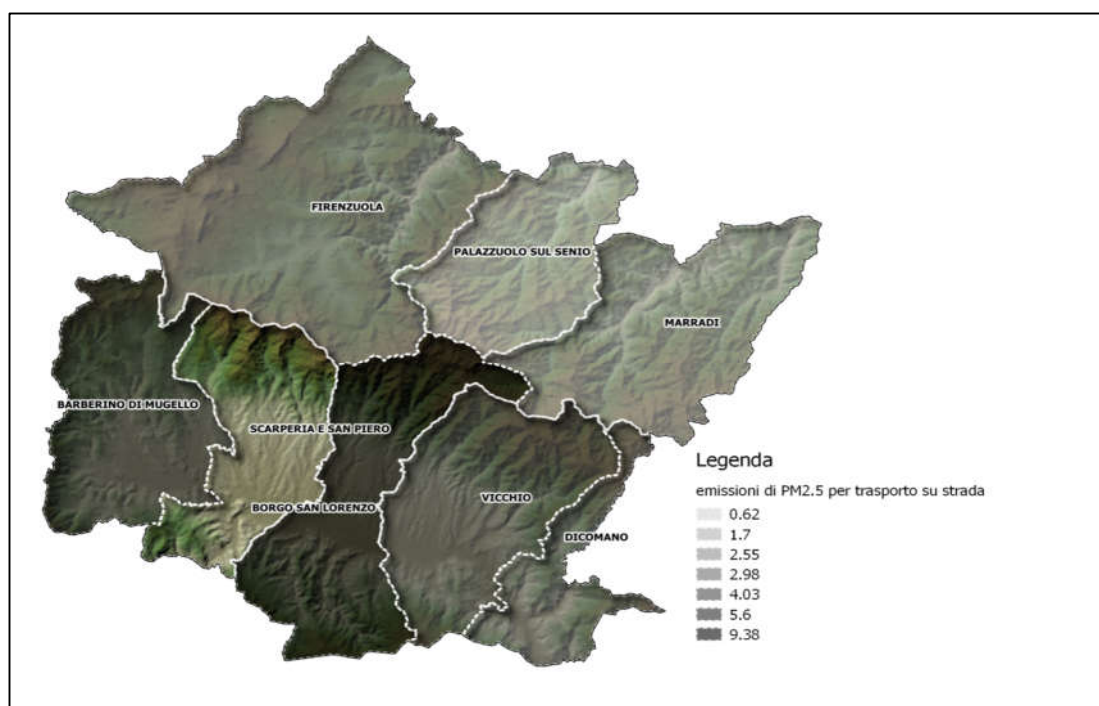 FIRENZUOLA
PALAZZUOLO SUL SENIO
MARRADI
BARBERINO DI MUGELLO
SCARPERIA E SAN PIERO
VICCHIO
BORGO SAN LORENZO
DICOMANO
Legenda
emissioni di PM2.5 per trasporto su strada
0.62
1.7
2.55
2.98
4.03
5.6
9.38